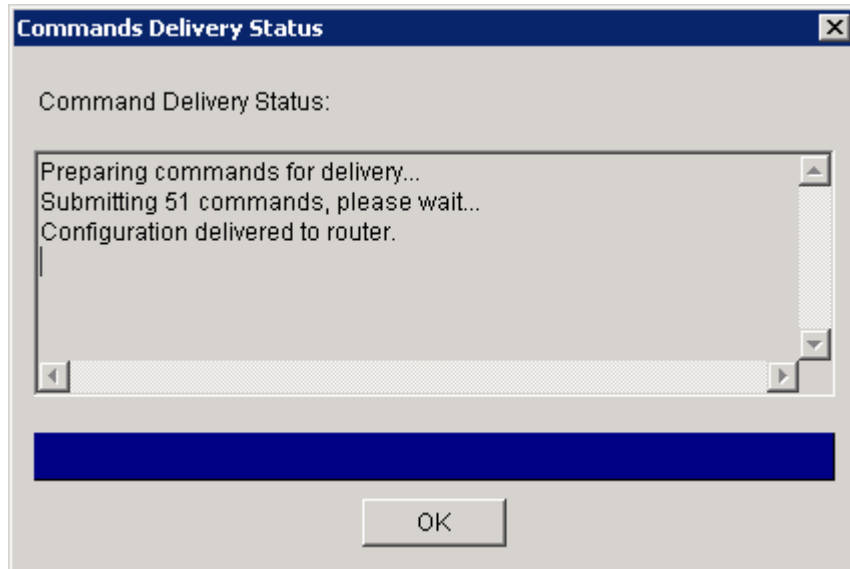 Commands Delivery Status
Command Delivery Status:
Preparing commands for delivery...
Submitting 51 commands, please wait...
Configuration delivered to router.
OK